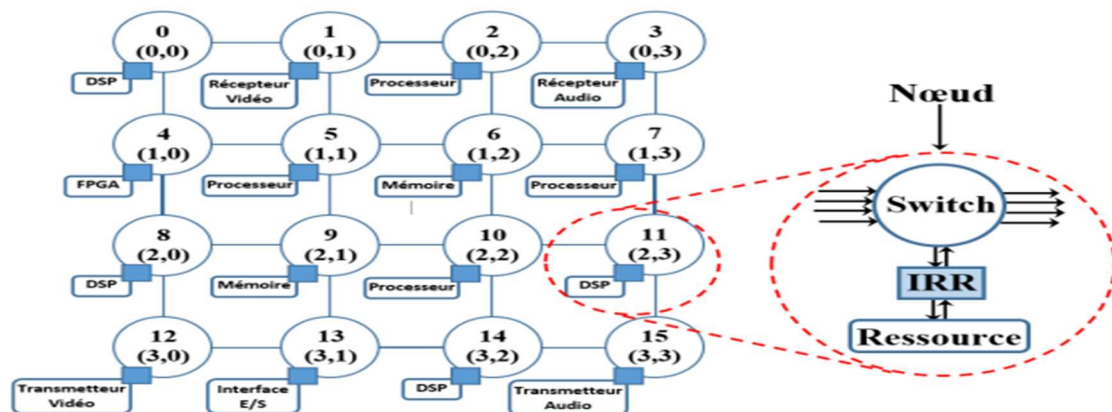 0
(0,0)
DSP
1
(0,1)
Récepteur
Vidéo
2
(0,2)
Processeur
3
(0,3)
Récepteur
Audio
4
(1,0)
FPGA
5
(1,1)
Processeur
6
(1,2)
Mémoire
7
(1,3)
Processeur
8
(2,0)
DSP
9
(2,1)
Mémoire
10
(2,2)
Processeur
11
(2,3)
DSP
12
(3,0)
Transmetteur
Vidéo
13
(3,1)
Interface
E/S
14
(3,2)
DSP
15
(3,3)
Transmetteur
Audio
Nœud
Switch
IRR
Ressource